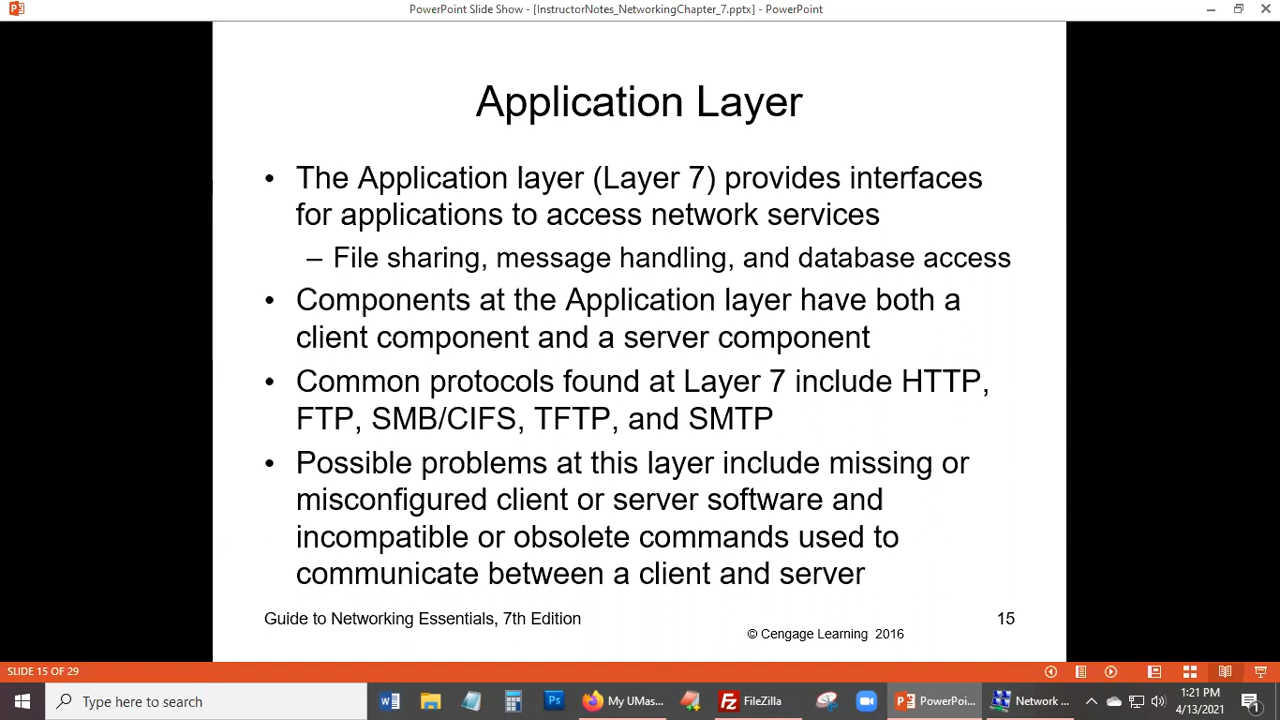 PowerPoint Slide Show - [InstructorNotes_NetworkingChapter_7.pptx] - PowerPoint
Application Layer
• The Application layer (Layer 7) provides interfaces
for applications to access network services
– File sharing, message handling, and database access
• Components at the Application layer have both a
client component and a server component
• Common protocols found at Layer 7 include HTTP,
FTP, SMB/CIFS, TFTP, and SMTP
• Possible problems at this layer include missing or
misconfigured client or server software and
incompatible or obsolete commands used to
communicate between a client and server
Guide to Networking Essentials, 7th Edition
15
© Cengage Learning 2016
SLIDE 15 OF 29
Type here to search
My UMas...
FileZilla
PowerPoi...
Network ...
1:21 PM
4/13/2021
1